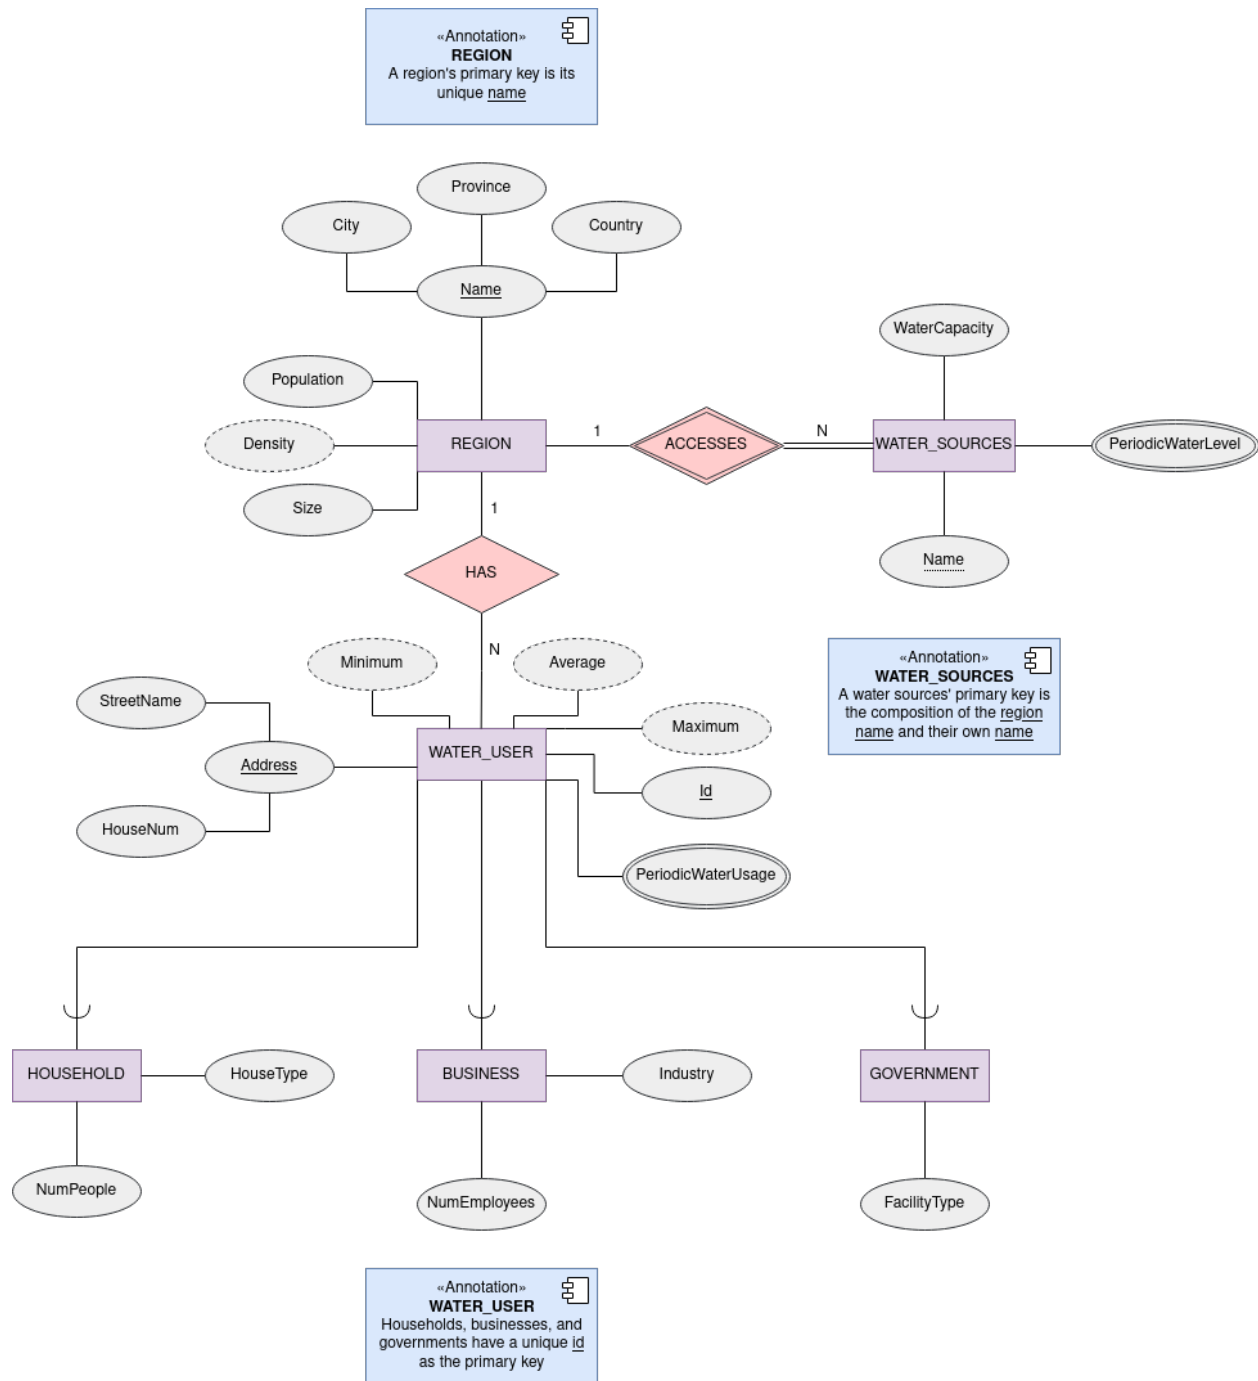 «Annotation»
REGION
A region's primary key is its
unique name
Province
City
Country
Name
WaterCapacity
Population
1
ACCESSES
N
Density
REGION
WATER_SOURCES
PeriodicWaterLevel
Size
1
HAS
Name
N
Minimum
Average
«Annotation»
WATER_SOURCES
A water sources' primary key is
the composition of the region
name and their own name
StreetName
Maximum
WATER_USER
Address
Id
HouseNum
PeriodicWaterUsage
HOUSEHOLD
HouseType
BUSINESS
Industry
GOVERNMENT
NumPeople
NumEmployees
FacilityType
«Annotation»
WATER_USER
Households, businesses, and
governments have a unique id
as the primary key